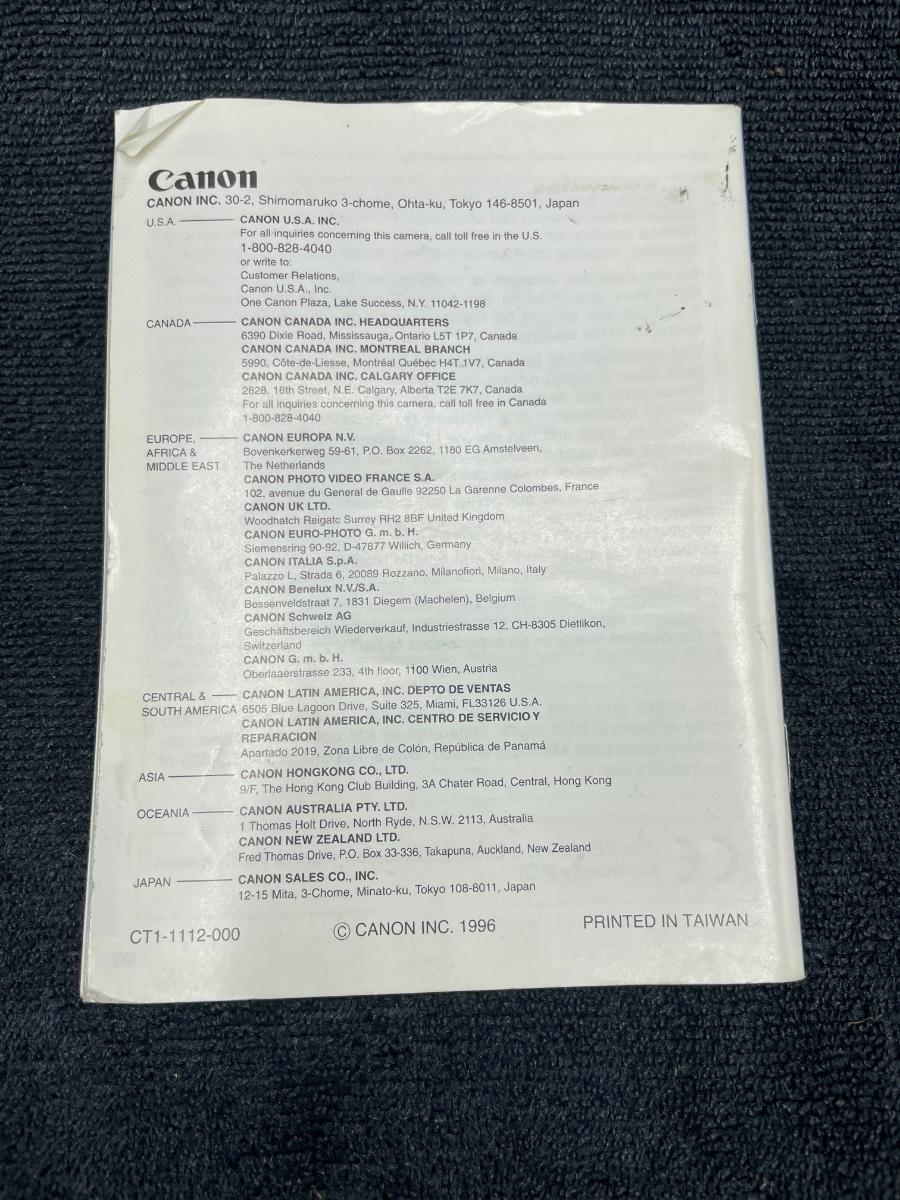 Canon
CANON INC. 30-2, Shimomaruko 3-chome, Ohta-ku, Tokyo 146-8501, Japan
U.S.A. CANON U.S.A. INC.
For all inquiries concerning this camera, call toll free in the U.S.
1-800-828-4040
or write to:
Customer Relations,
Canon U.S.A., Inc.
One Canon Plaza, Lake Success, N.Y. 11042-1198
CANADA CANON CANADA INC. HEADQUARTERS
6390 Dixie Road, Mississauga, Ontario L5T 1P7, Canada
CANON CANADA INC. MONTREAL BRANCH
5990, Côte-de-Liesse, Montréal Québec H4T 1V7, Canada
CANON CANADA INC. CALGARY OFFICE
2828, 16th Street, N.E. Calgary, Alberta T2E 7K7, Canada
For all inquiries concerning this camera, call toll free in Canada
1-800-828-4040
EUROPE, CANON EUROPA N.V.
AFRICA & Bovenkerkerweg 59-61, P.O. Box 2262, 1180 EG Amstelveen,
MIDDLE EAST The Netherlands
CANON PHOTO VIDEO FRANCE S.A.
102, avenue du General de Gaulle 92250 La Garenne Colombes, France
CANON UK LTD.
Woodhatch Reigatc Surrey RH2 8BF United Kingdom
CANON EURO-PHOTO G. m. b. H.
Siemensring 90-92, D-47877 Willich, Germany
CANON ITALIA S.p.A.
Palazzo L, Strada 6, 20089 Rozzano, Milanofiori, Milano, Italy
CANON Benelux N.V./S.A.
Bessenveldstraat 7, 1831 Diegem (Machelen), Belgium
CANON Schweiz AG
Geschäftsbereich Wiederverkauf, Industriestrasse 12, CH-8305 Dietlikon,
Switzerland
CANON G. m. b. H.
Oberlaaerstrasse 233, 4th floor, 1100 Wien, Austria
CENTRAL & CANON LATIN AMERICA, INC. DEPTO DE VENTAS
SOUTH AMERICA 6505 Blue Lagoon Drive, Suite 325, Miami, FL33126 U.S.A.
CANON LATIN AMERICA, INC. CENTRO DE SERVICIO Y
REPARACION
Apartado 2019, Zona Libre de Colón, República de Panamá
ASIA CANON HONGKONG CO., LTD.
9/F, The Hong Kong Club Building, 3A Chater Road, Central, Hong Kong
OCEANIA CANON AUSTRALIA PTY. LTD.
1 Thomas Holt Drive, North Ryde, N.S.W. 2113, Australia
CANON NEW ZEALAND LTD.
Fred Thomas Drive, P.O. Box 33-336, Takapuna, Auckland, New Zealand
JAPAN CANON SALES CO., INC.
12-15 Mita, 3-Chome, Minato-ku, Tokyo 108-8011, Japan
CT1-1112-000 © CANON INC. 1996 PRINTED IN TAIWAN